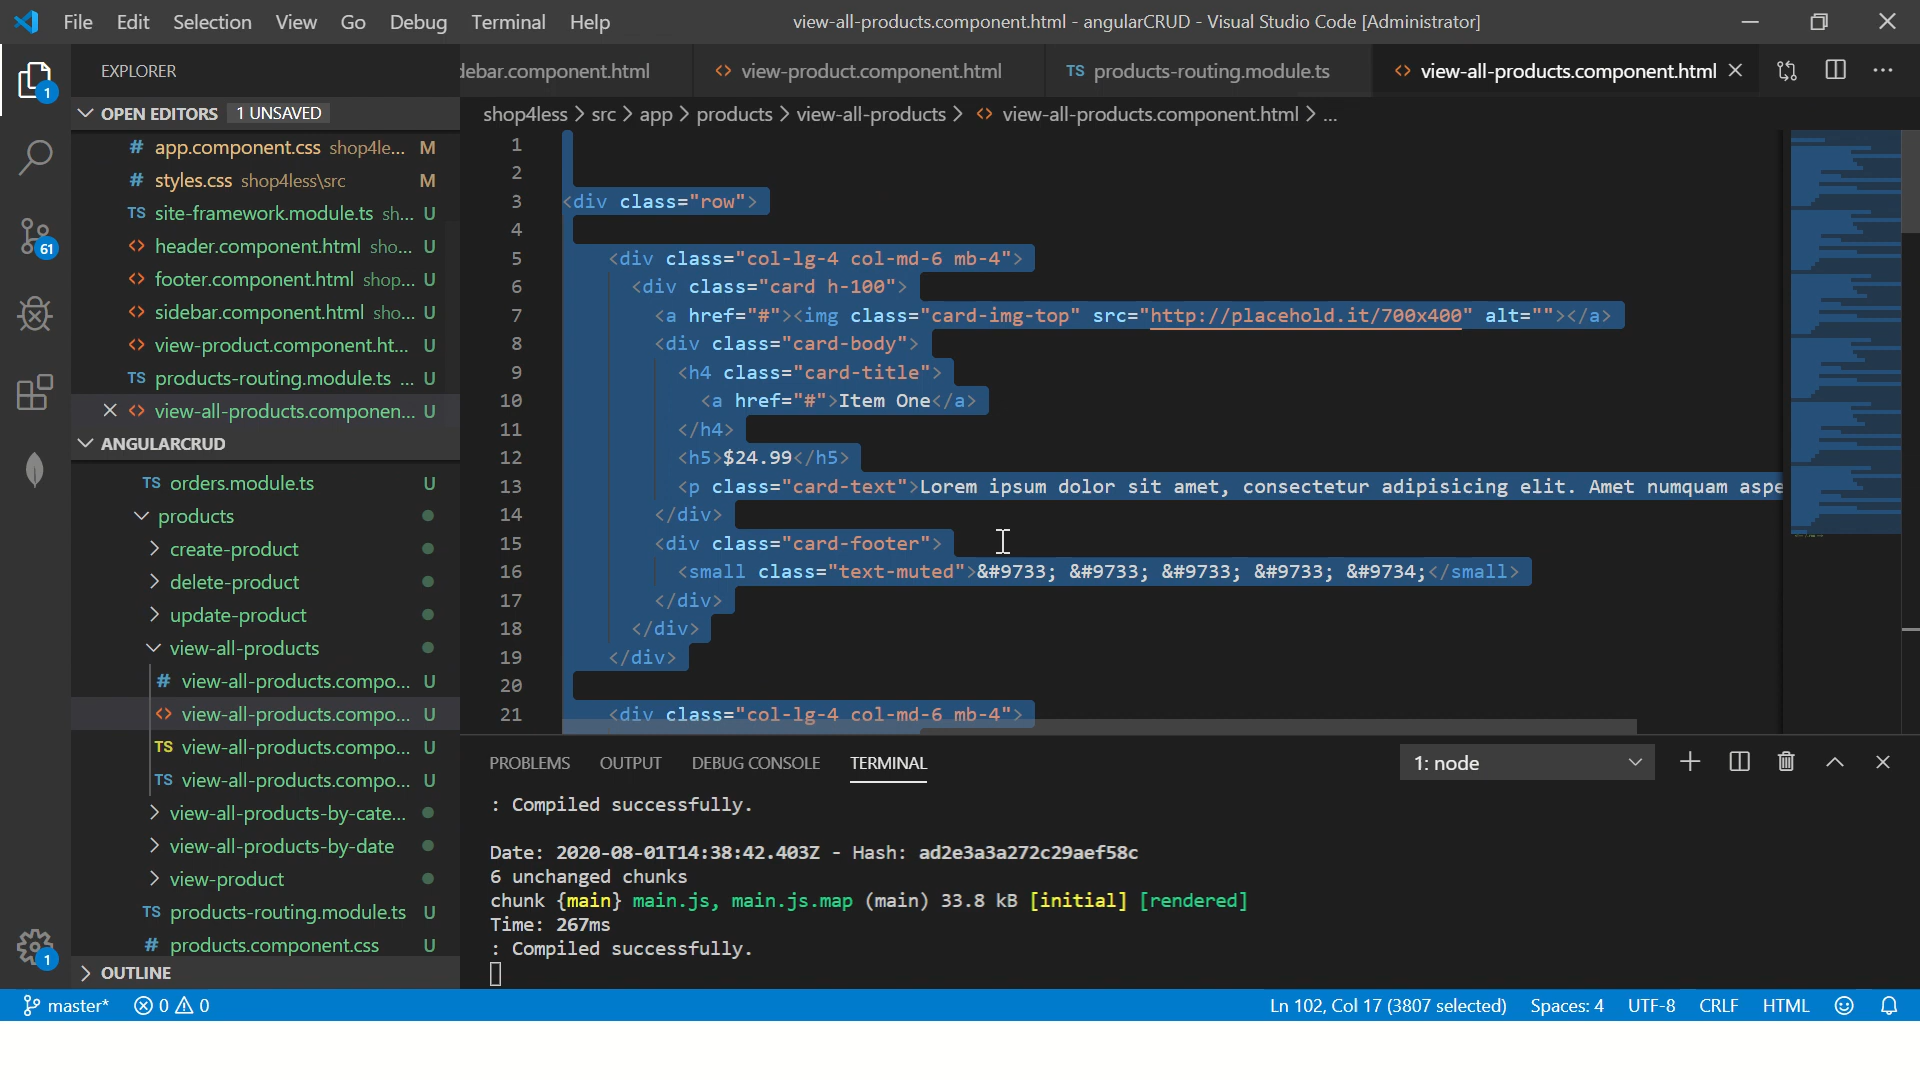 File Edit Selection View Go Debug Terminal Help
view-all-products.component.html - angularCRUD - Visual Studio Code [Administrator]
EXPLORER
OPEN EDITORS 1 UNSAVED
# app.component.css shop4le... M
# styles.css shop4less\src M
TS site-framework.module.ts sh... U
<> header.component.html sho... U
<> footer.component.html shop... U
<> sidebar.component.html sho... U
<> view-product.component.ht... U
TS products-routing.module.ts ... U
<> view-all-products.componen... U
ANGULARCRUD
TS orders.module.ts U
products
create-product
delete-product
update-product
view-all-products
# view-all-products.compo... U
<> view-all-products.compo... U
TS view-all-products.compo... U
TS view-all-products.compo... U
view-all-products-by-cate...
view-all-products-by-date
view-product
TS products-routing.module.ts U
# products.component.css U
OUTLINE
1
61
1
debar.component.html
<> view-product.component.html
TS products-routing.module.ts
<> view-all-products.component.html
shop4less > src > app > products > view-all-products > <> view-all-products.component.html > ...
1
2
3 <div class="row">
4
5 <div class="col-lg-4 col-md-6 mb-4">
6 <div class="card h-100">
7 <a href="#"><img class="card-img-top" src="http://placehold.it/700x400" alt=""></a>
8 <div class="card-body">
9 <h4 class="card-title">
10 <a href="#">Item One</a>
11 </h4>
12 <h5>$24.99</h5>
13 <p class="card-text">Lorem ipsum dolor sit amet, consectetur adipisicing elit. Amet numquam aspe
14 </div>
15 <div class="card-footer">
16 <small class="text-muted">&#9733; &#9733; &#9733; &#9733; &#9734;</small>
17 </div>
18 </div>
19 </div>
20
21 <div class="col-lg-4 col-md-6 mb-4">
PROBLEMS OUTPUT DEBUG CONSOLE TERMINAL
1: node
: Compiled successfully.
Date: 2020-08-01T14:38:42.403Z - Hash: ad2e3a3a272c29aef58c
6 unchanged chunks
chunk {main} main.js, main.js.map (main) 33.8 kB [initial] [rendered]
Time: 267ms
: Compiled successfully.
master* 0 0
Ln 102, Col 17 (3807 selected) Spaces: 4 UTF-8 CRLF HTML